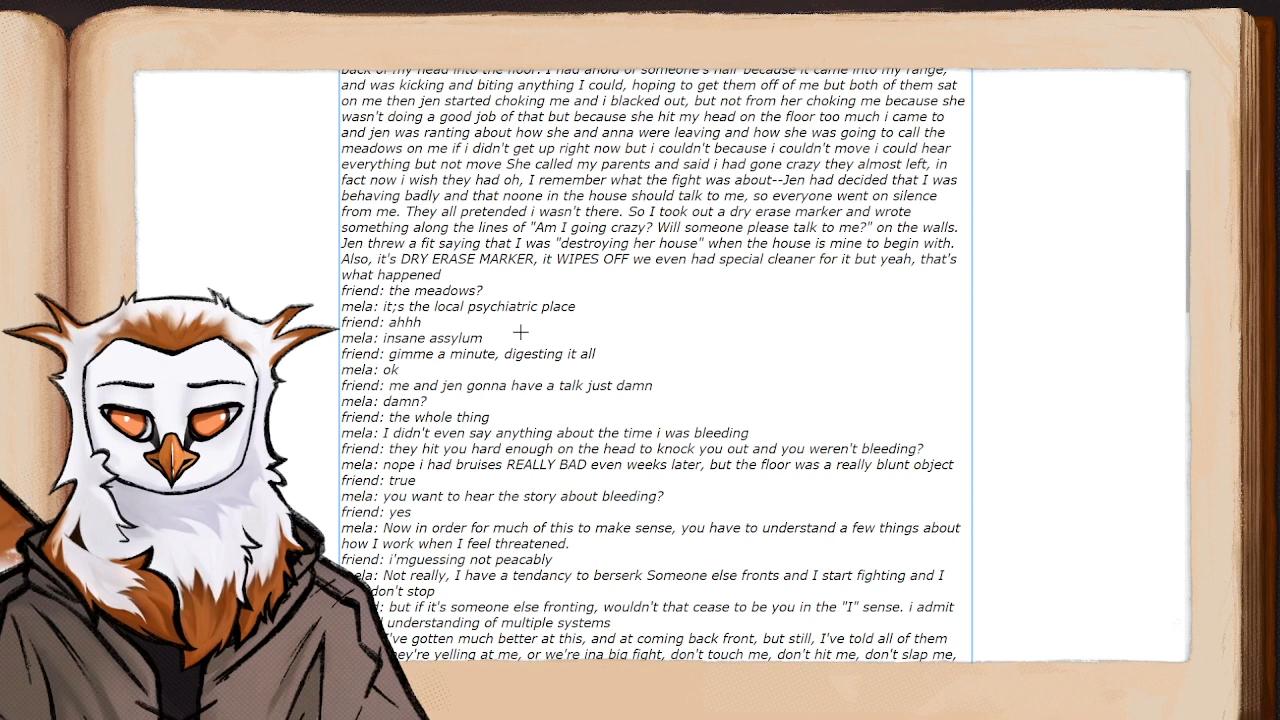 back of my head into the floor. I had ahold of someone's hair because it came into my range,
and was kicking and biting anything I could, hoping to get them off of me but both of them sat
on me then jen started choking me and i blacked out, but not from her choking me because she
wasn't doing a good job of that but because she hit my head on the floor too much i came to
and jen was ranting about how she and anna were leaving and how she was going to call the
meadows on me if i didn't get up right now but i couldn't because i couldn't move i could hear
everything but not move She called my parents and said i had gone crazy they almost left, in
fact now i wish they had oh, I remember what the fight was about--Jen had decided that I was
behaving badly and that noone in the house should talk to me, so everyone went on silence
from me. They all pretended i wasn't there. So I took out a dry erase marker and wrote
something along the lines of "Am I going crazy? Will someone please talk to me?" on the walls.
Jen threw a fit saying that I was "destroying her house" when the house is mine to begin with.
Also, it's DRY ERASE MARKER, it WIPES OFF we even had special cleaner for it but yeah, that's
what happened
friend: the meadows?
mela: it;s the local psychiatric place
friend: ahhh
mela: insane assylum
friend: gimme a minute, digesting it all
mela: ok
friend: me and jen gonna have a talk just damn
mela: damn?
friend: the whole thing
mela: I didn't even say anything about the time i was bleeding
friend: they hit you hard enough on the head to knock you out and you weren't bleeding?
mela: nope i had bruises REALLY BAD even weeks later, but the floor was a really blunt object
friend: true
mela: you want to hear the story about bleeding?
friend: yes
mela: Now in order for much of this to make sense, you have to understand a few things about
how I work when I feel threatened.
friend: i'mguessing not peacably
mela: Not really, I have a tendancy to berserk Someone else fronts and I start fighting and I
don't stop
: but if it's someone else fronting, wouldn't that cease to be you in the "I" sense. i admit
understanding of multiple systems
I've gotten much better at this, and at coming back front, but still, I've told all of them
they're yelling at me, or we're ina big fight, don't touch me, don't hit me, don't slap me,